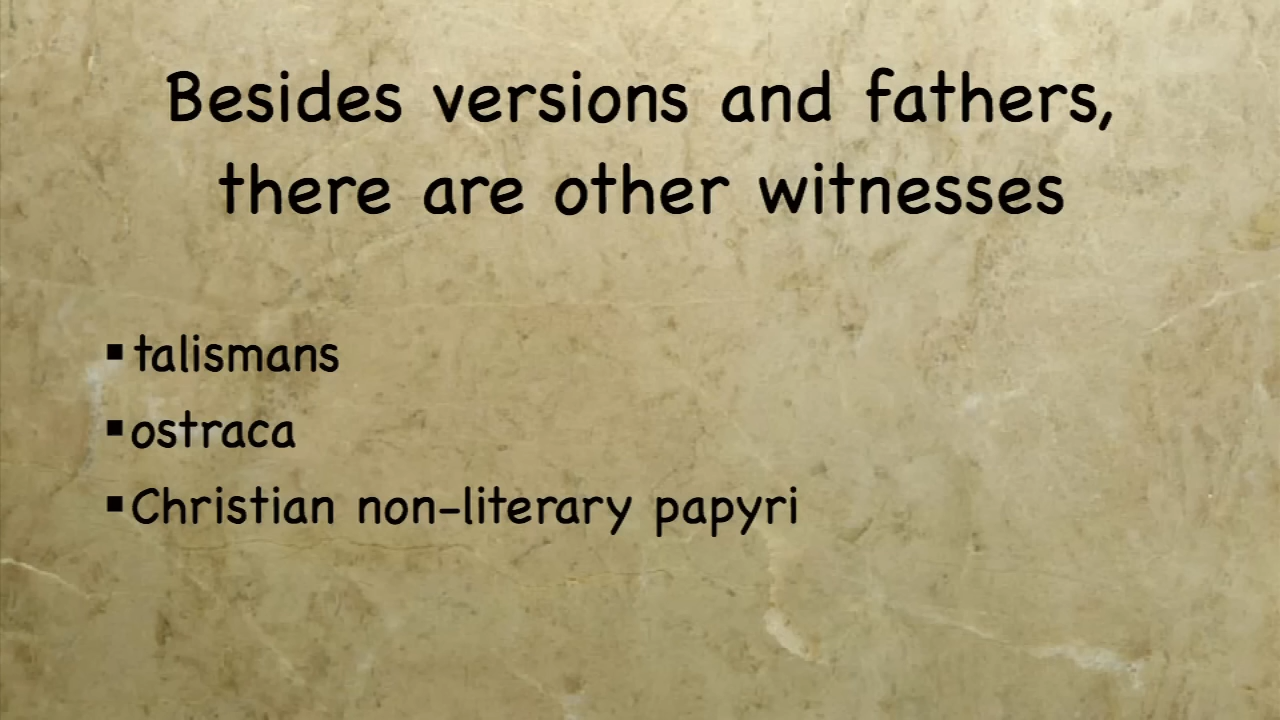 Besides versions and fathers,
there are other witnesses
▪talismans
▪ostraca
▪Christian non-literary papyri